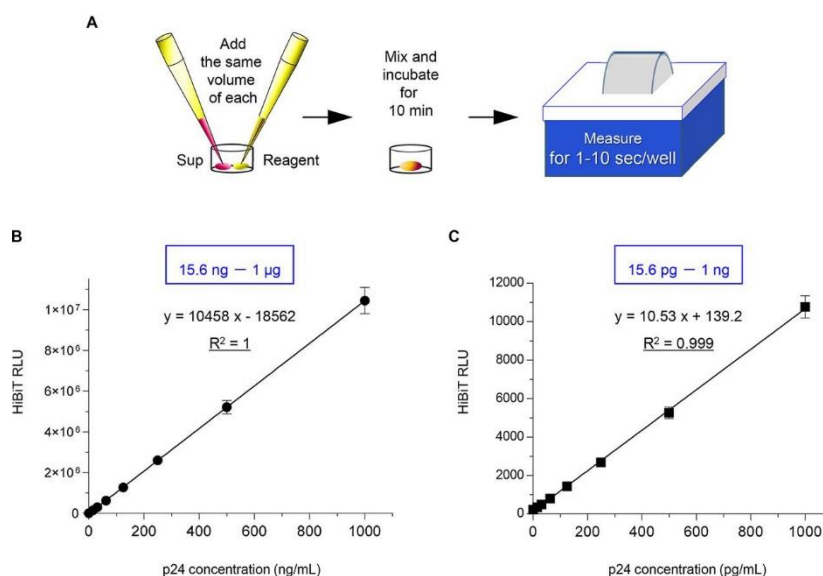 A
Add
the same
volume
of each
Sup
Reagent
Mix and
incubate
for
10 min
Measure
for 1-10 sec/well
B
15.6 ng — 1 µg
y = 10458 x - 18562
R² = 1
HiBiT RLU
1×10⁷
8×10⁶
6×10⁶
4×10⁶
2×10⁶
0
0
200
400
600
800
1000
p24 concentration (ng/mL)
C
15.6 pg — 1 ng
y = 10.53 x + 139.2
R² = 0.999
HiBiT RLU
12000
10000
8000
6000
4000
2000
0
0
200
400
600
800
1000
p24 concentration (pg/mL)